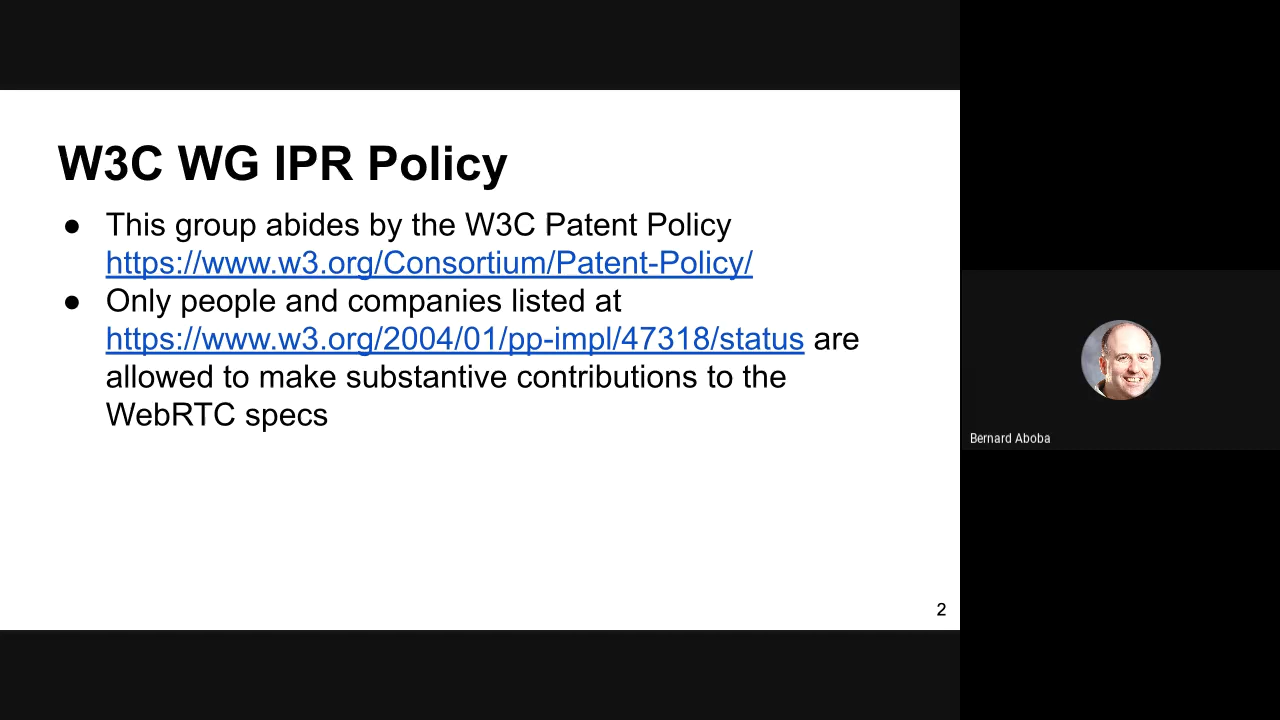 W3C WG IPR Policy
● This group abides by the W3C Patent Policy
https://www.w3.org/Consortium/Patent-Policy/
● Only people and companies listed at
https://www.w3.org/2004/01/pp-impl/47318/status are
allowed to make substantive contributions to the
WebRTC specs
2
Bernard Aboba